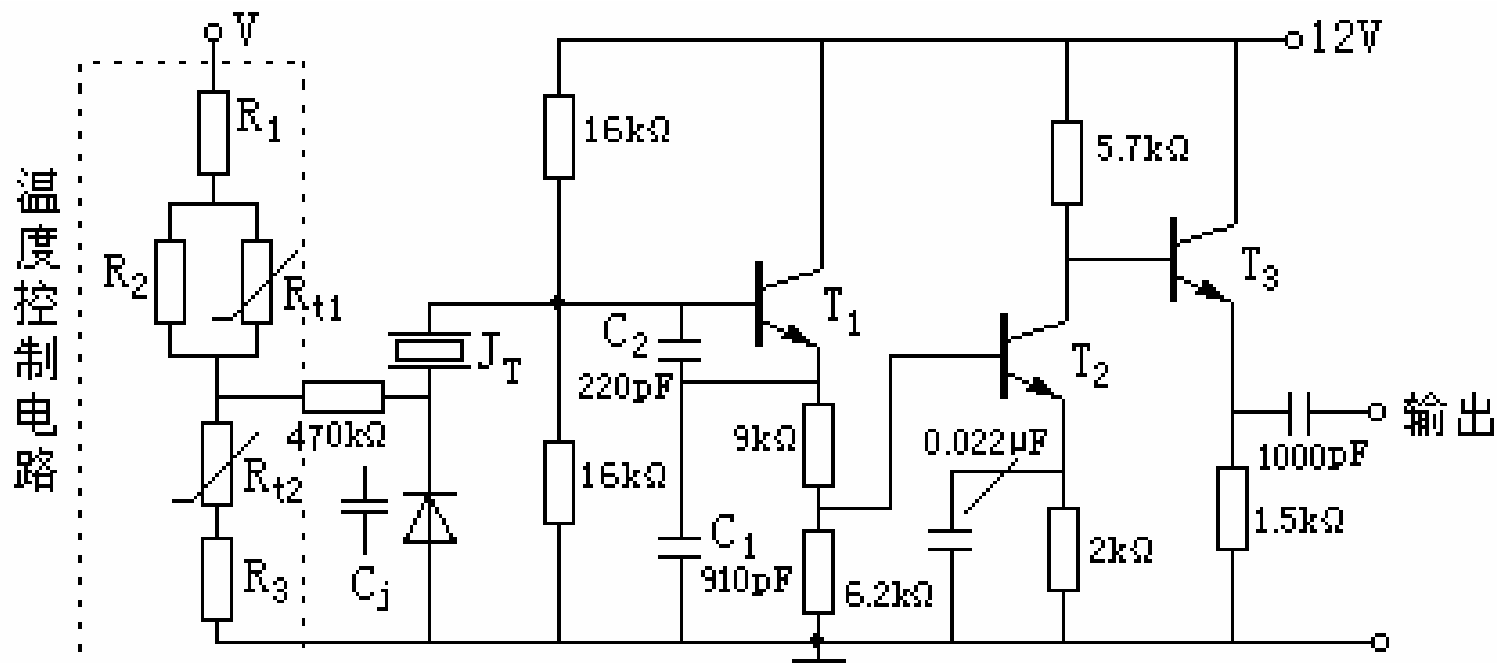 温度控制电路
V
12V
R1
16kΩ
5.7kΩ
R2
Rt1
T1
T3
C2
JT
T2
220pF
470kΩ
9kΩ
0.022μF
输出
Rt2
16kΩ
1000pF
C1
910pF
1.5kΩ
R3
Cj
6.2kΩ
2kΩ